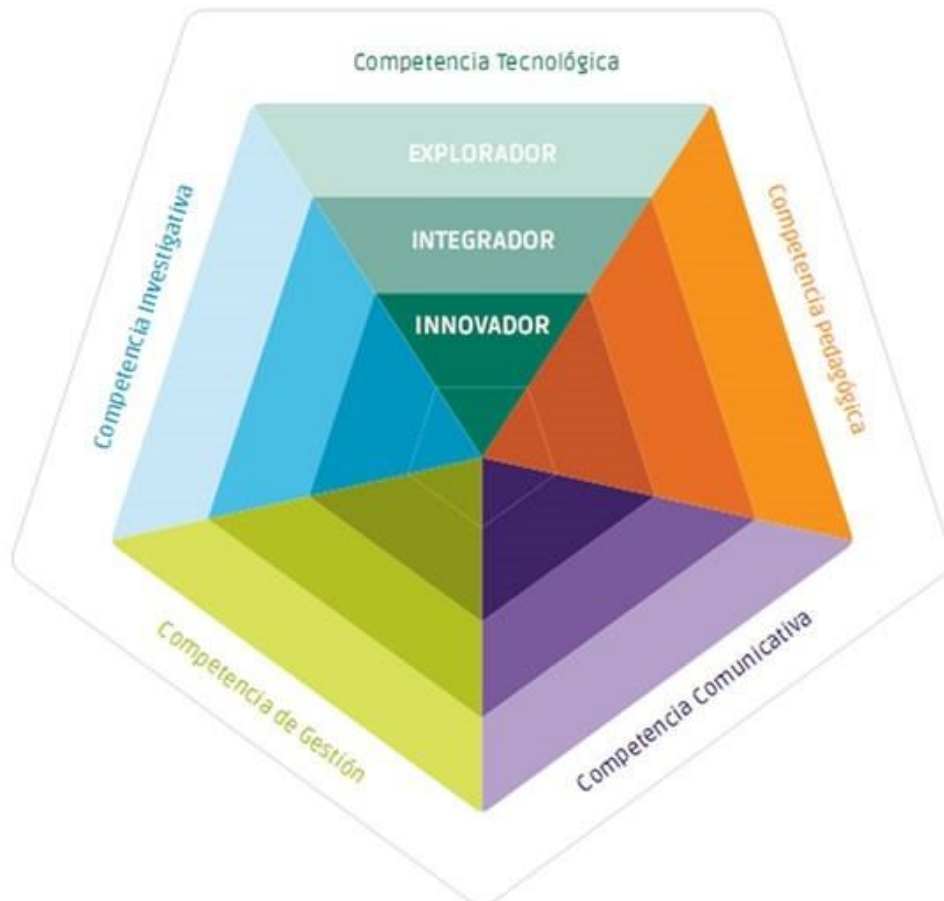 Competencia Tecnológica
EXPLORADOR
INTEGRADOR
INNOVADOR
Competencia Investigativa
Competencia Pedagógica
Competencia de Gestión
Competencia Comunicativa